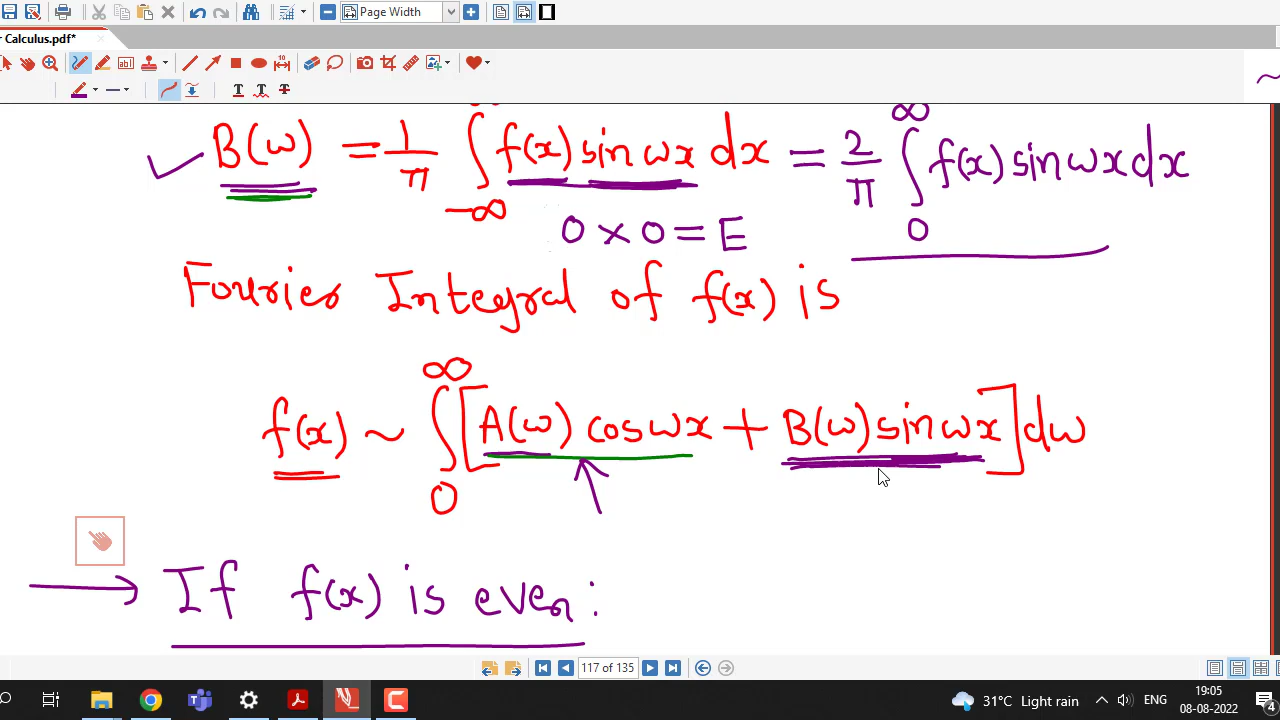 Page Width
r Calculus.pdf*
B(ω) = 1/π ∫_{-∞}^{∞} f(x) sin ωx dx = 2/π ∫_0^∞ f(x) sin ωx dx
0 × 0 = E
Fourier Integral of f(x) is
f(x) ~ ∫_0^∞ [A(ω) cos ωx + B(ω) sin ωx] dω
If f(x) is even:
117 of 135
31°C Light rain
ENG
19:05
08-08-2022
4